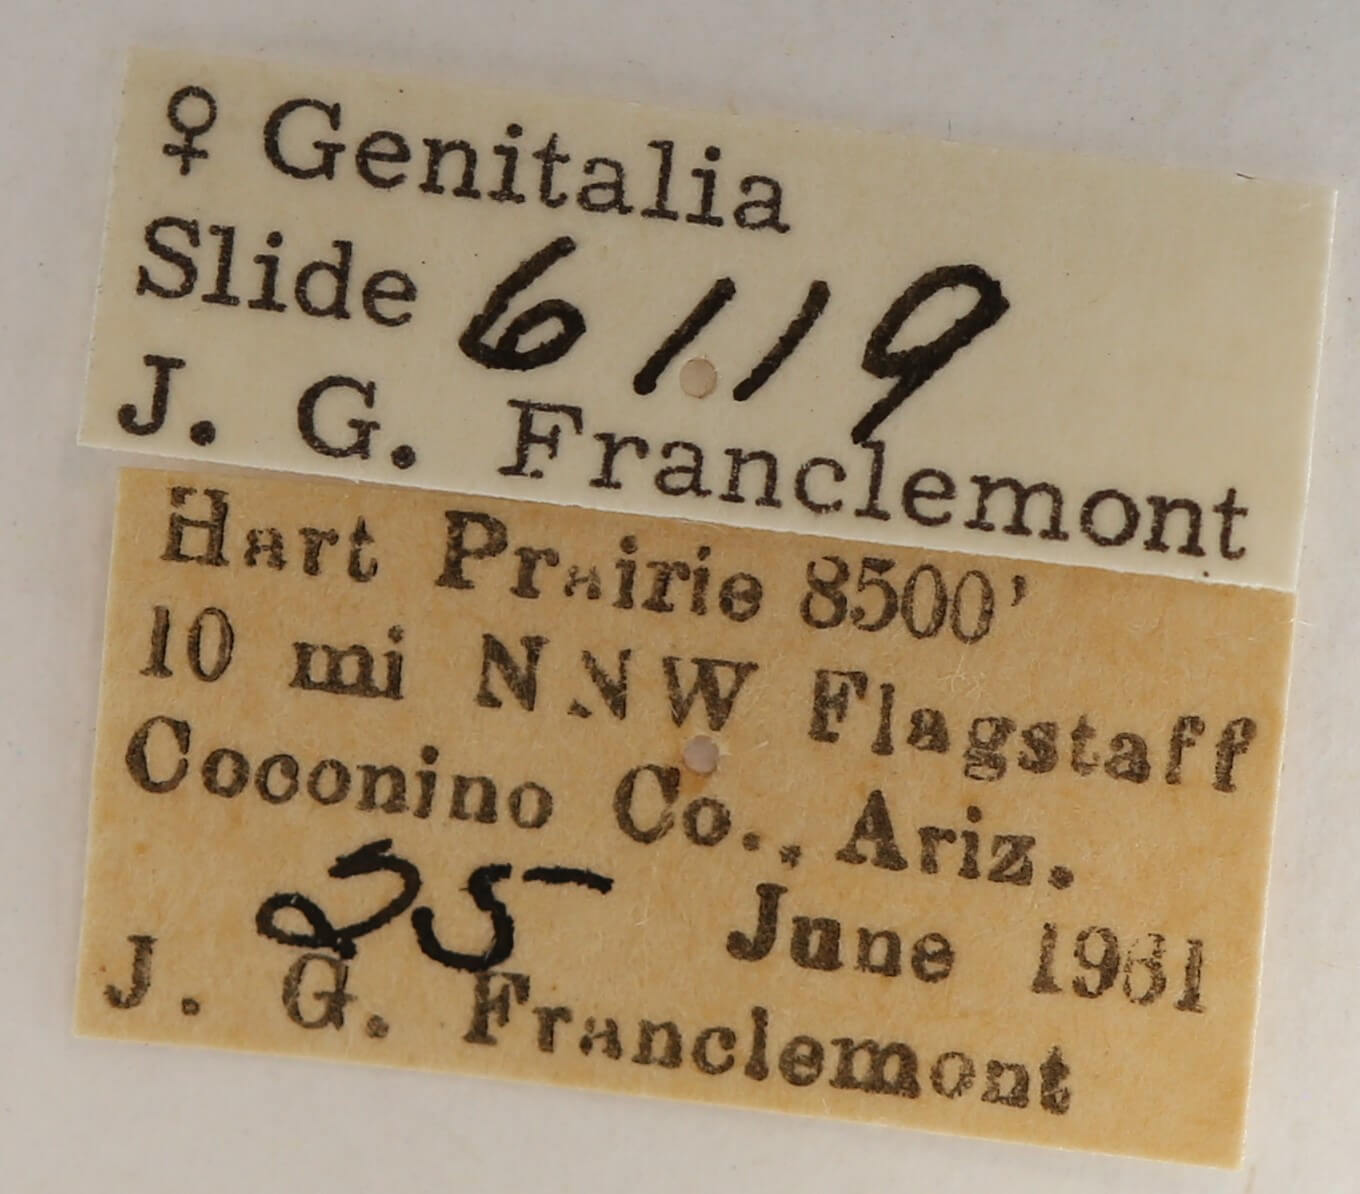 ♀ Genitalia
Slide 6119
J. G. Franclemont
Hart Prairie 8500'
10 mi NNW Flagstaff
Coconino Co., Ariz.
25 June 1961
J. G. Franclemont